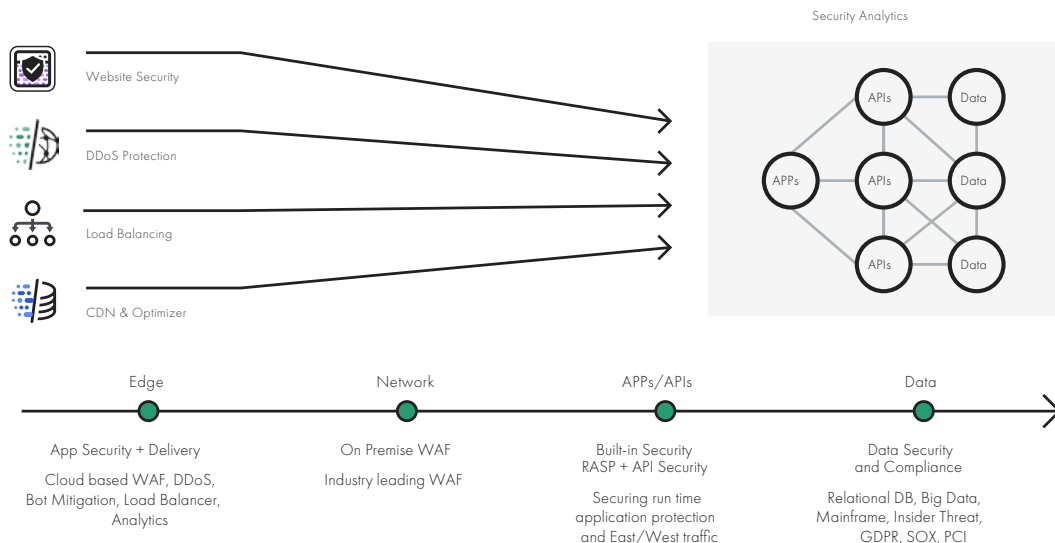 Security Analytics
Website Security
DDoS Protection
Load Balancing
CDN & Optimizer
APIs
Data
APPs
APIs
Data
APIs
Data
Edge
Network
APPs/APIs
Data
App Security + Delivery
Cloud based WAF, DDoS,
Bot Mitigation, Load Balancer,
Analytics
On Premise WAF
Industry leading WAF
Built-in Security
RASP + API Security
Securing run time
application protection
and East/West traffic
Data Security
and Compliance
Relational DB, Big Data,
Mainframe, Insider Threat,
GDPR, SOX, PCI